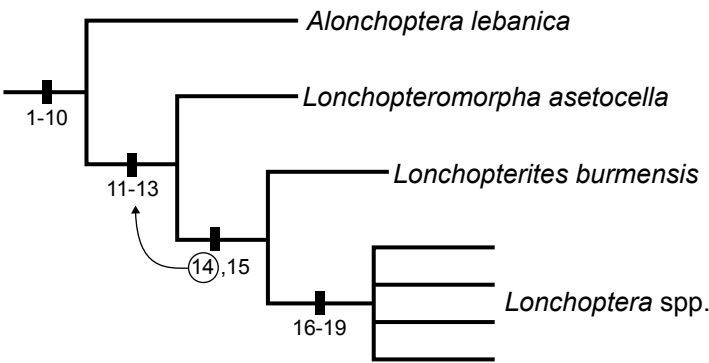 Alonchoptera lebanica
1-10
Lonchopteromorpha asetocella
11-13
Lonchopterites burmensis
14,15
16-19
Lonchoptera spp.